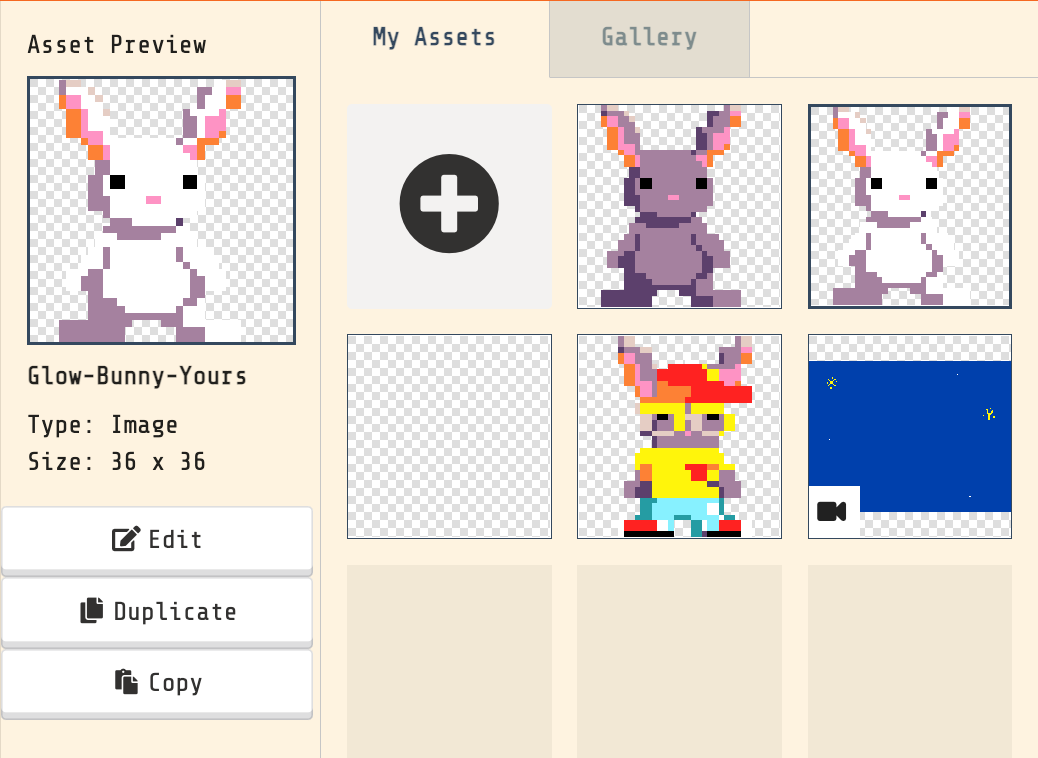 Asset Preview
My Assets
Gallery
Glow-Bunny-Yours
Type: Image
Size: 36 x 36
Edit
Duplicate
Copy